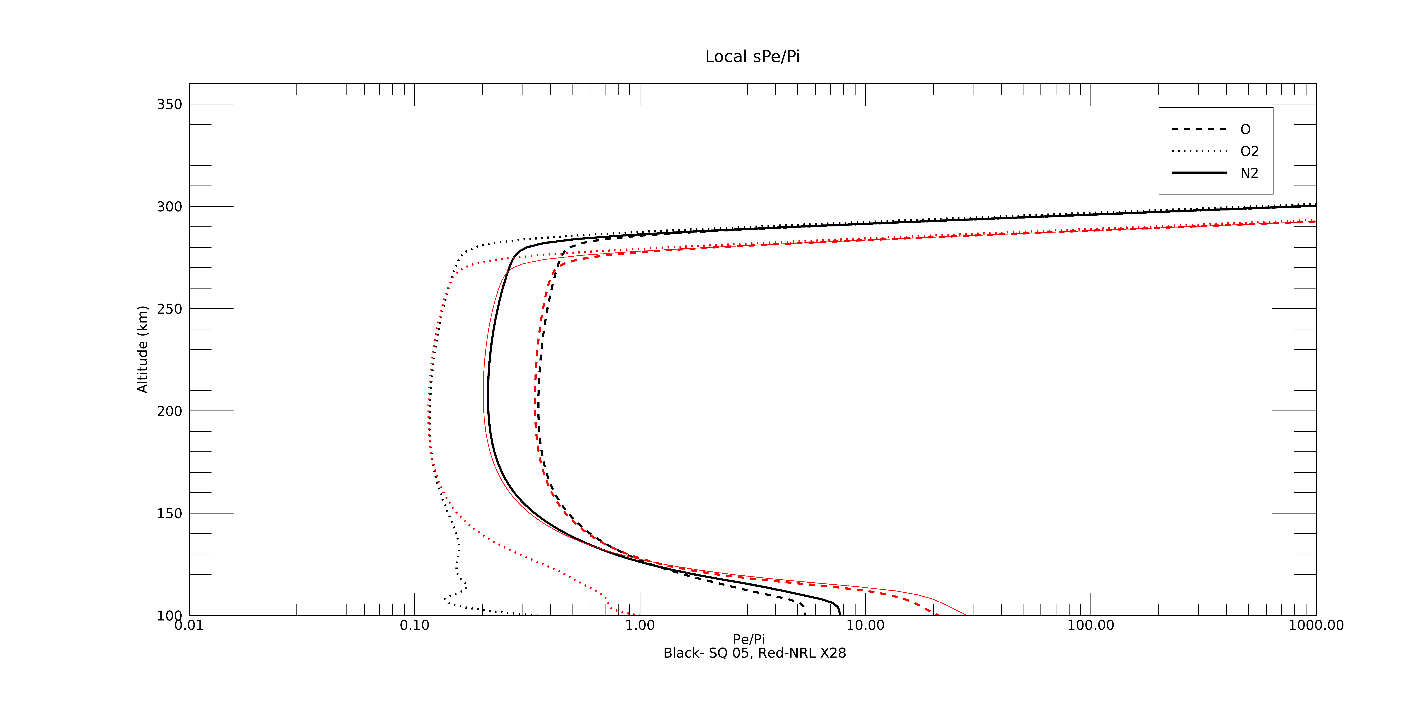 Local sPe/Pi
350
300
250
200
150
100
Altitude (km)
O
O2
N2
0.01 0.10 1.00 10.00 100.00 1000.00
Pe/Pi
Black- SQ 05, Red-NRL X28